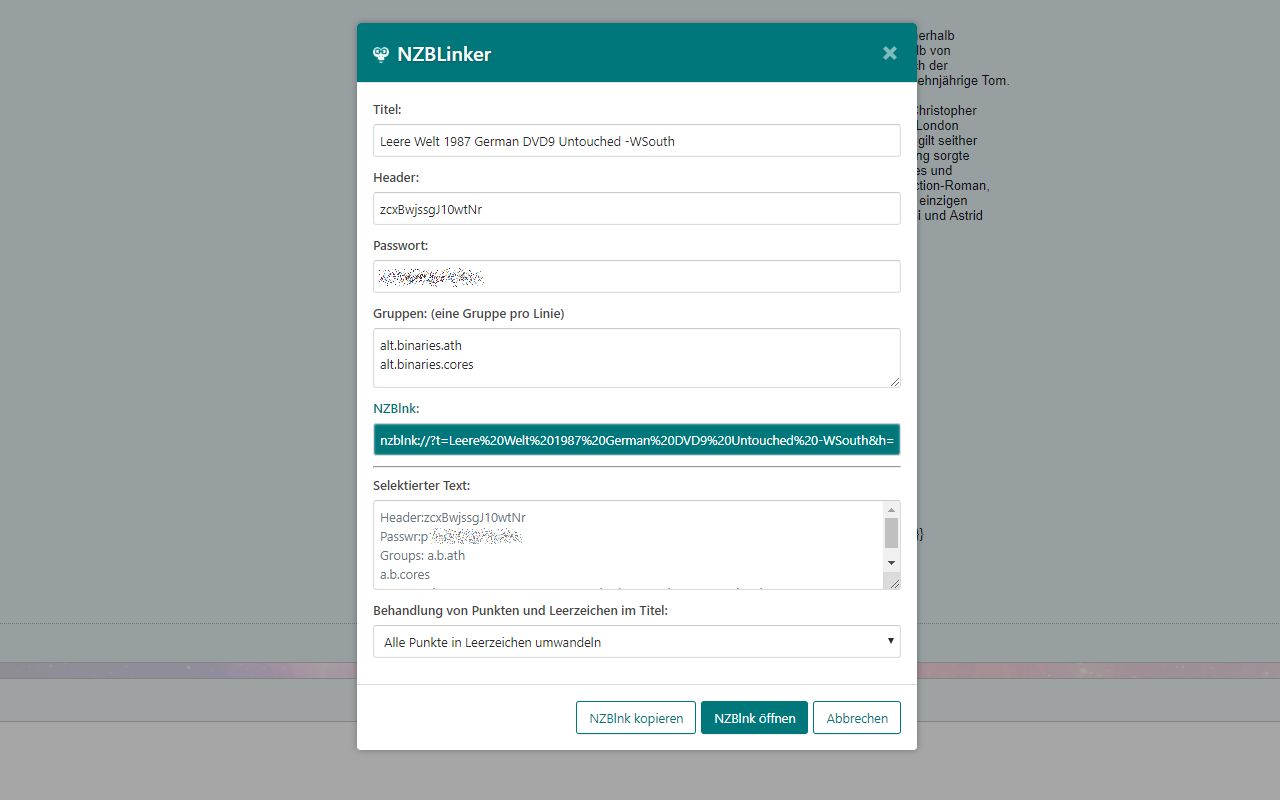 NZBLinker
×
Titel:
Leere Welt 1987 German DVD9 Untouched -WSouth
Header:
zcxBwjssgJ10wtNr
Passwort:
Gruppen: (eine Gruppe pro Linie)
alt.binaries.ath
alt.binaries.cores
NZBlnk:
nzblnk://?t=Leere%20Welt%201987%20German%20DVD9%20Untouched%20-WSouth&h=
Selektierter Text:
Header:zcxBwjssgJ10wtNr
Passwr:p
Groups: a.b.ath
a.b.cores
Behandlung von Punkten und Leerzeichen im Titel:
Alle Punkte in Leerzeichen umwandeln
NZBlnk kopieren
NZBlnk öffnen
Abbrechen
erhalb
lb von
h der
ehnjährige Tom.
hristopher
London
gilt seither
ng sorgte
es und
ction-Roman,
einzigen
i und Astrid